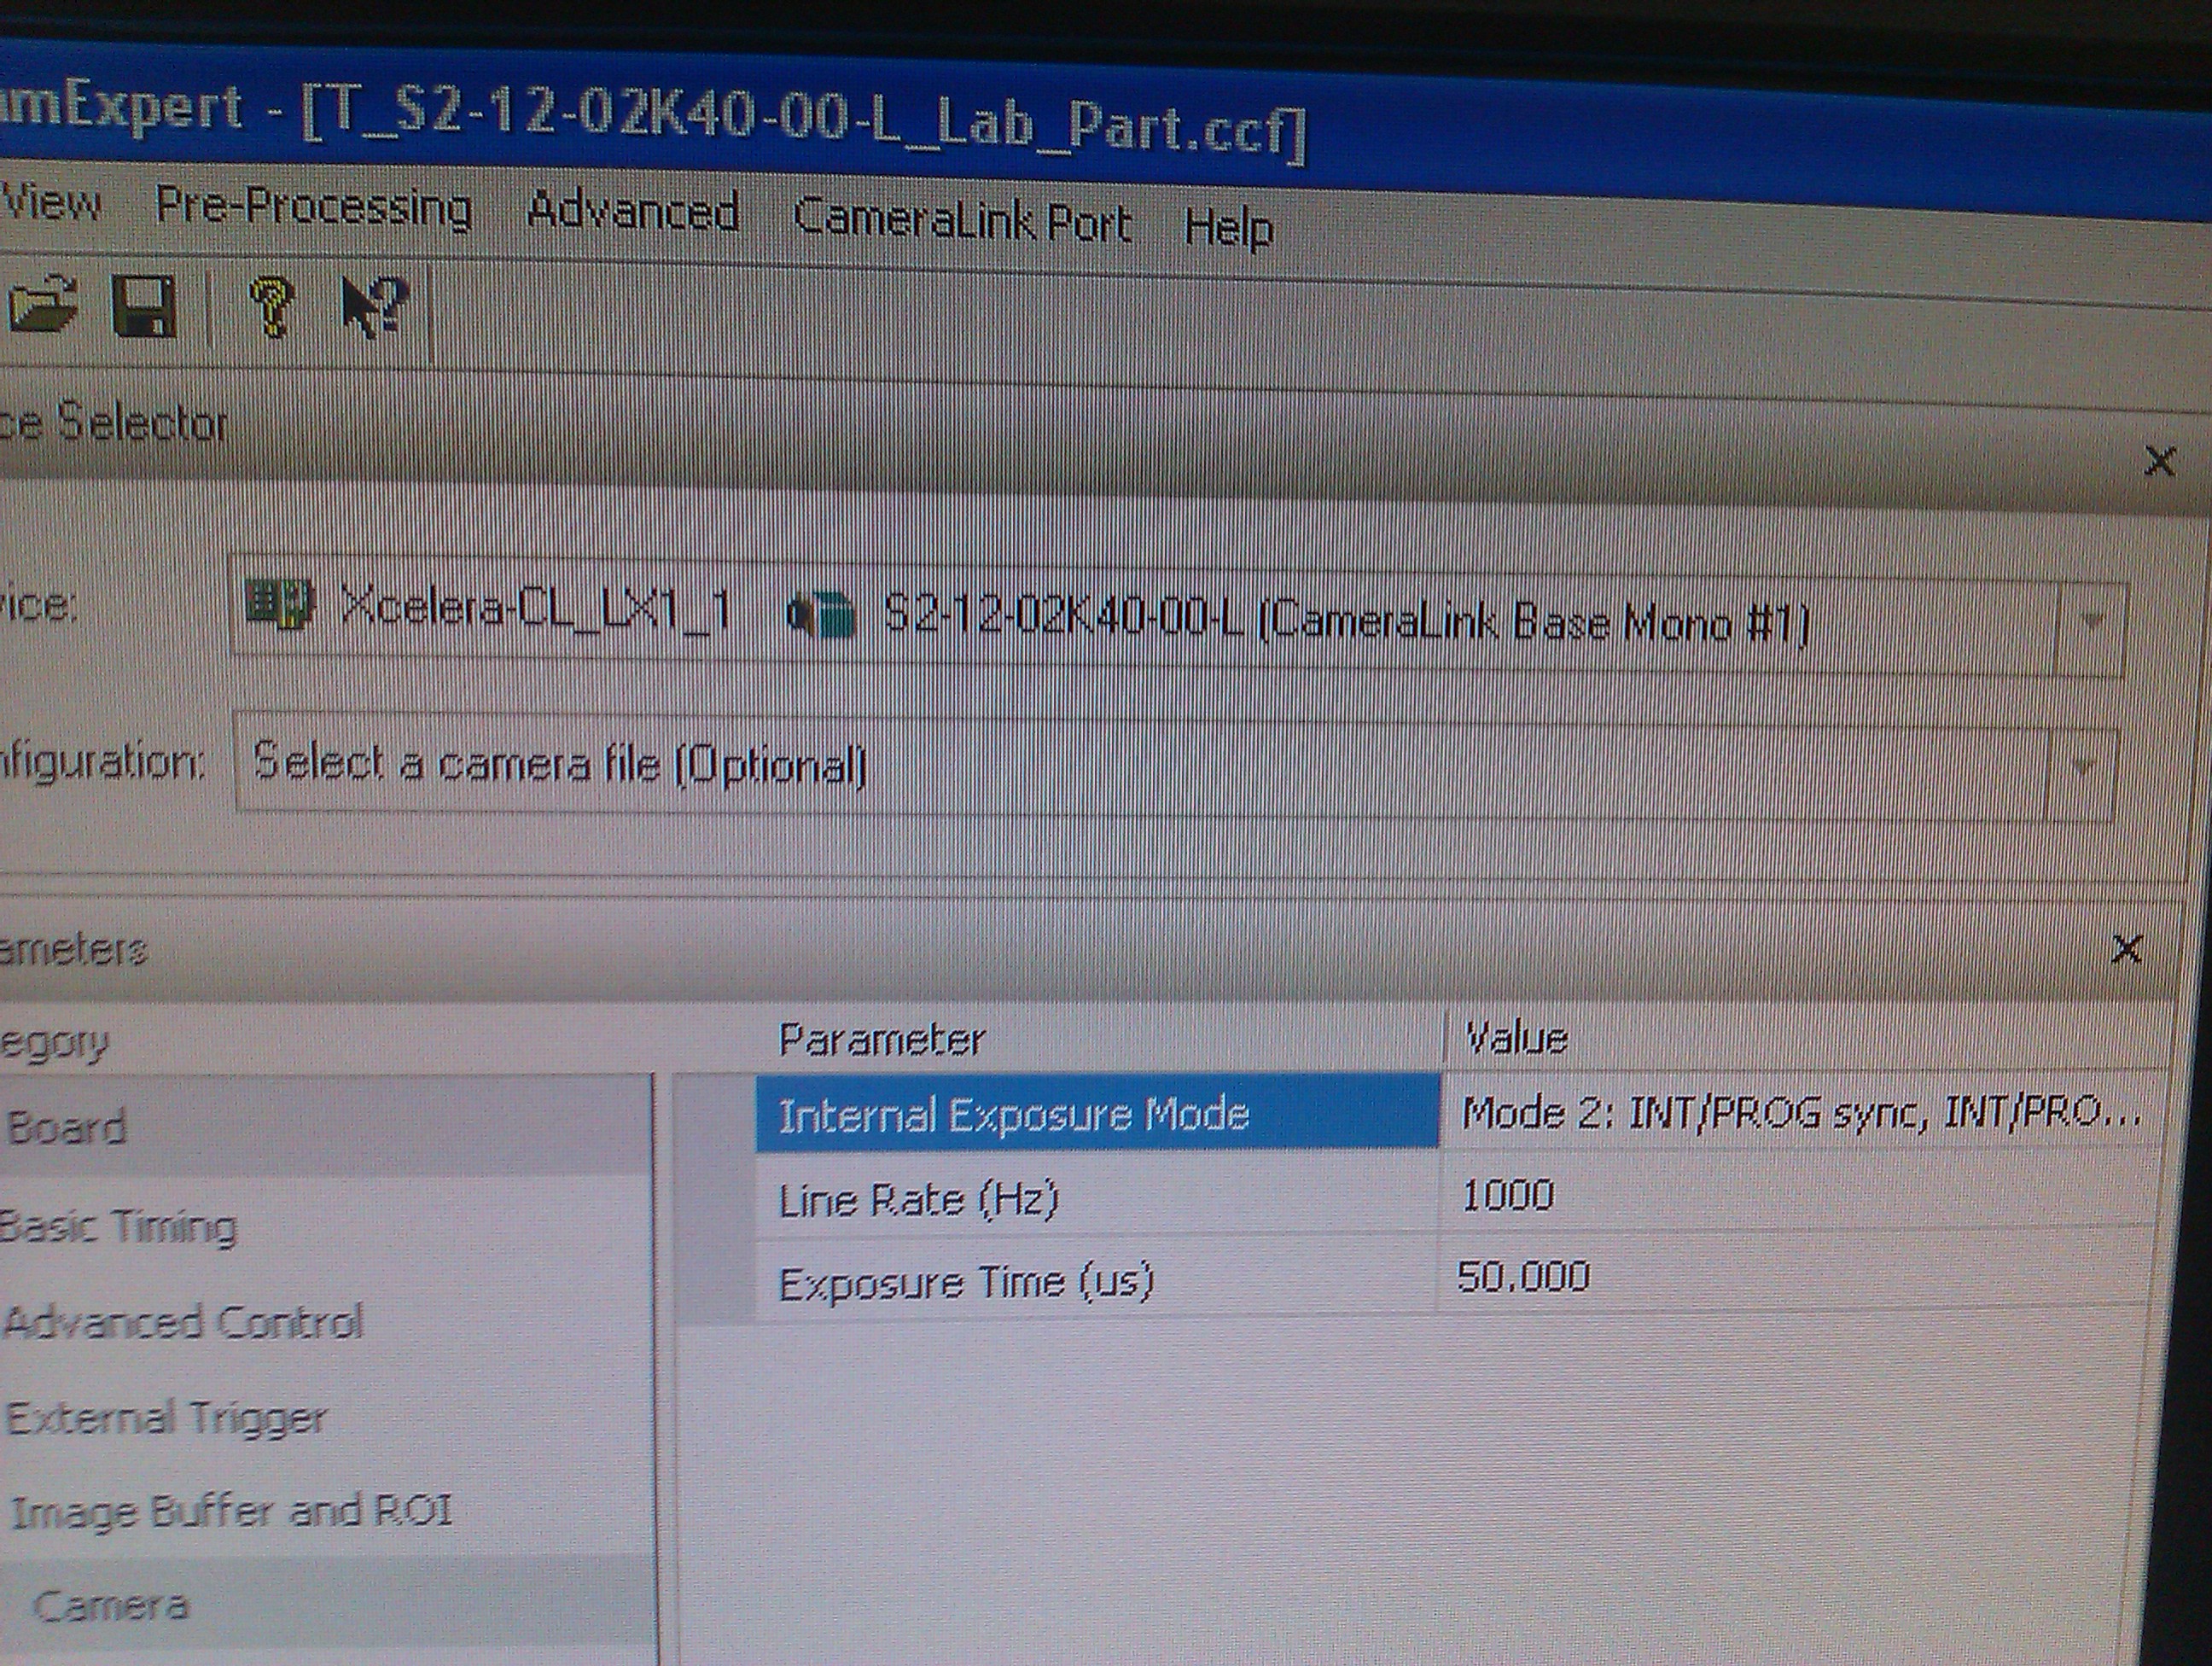 mExpert - [T_S2-12-02K40-00-L_Lab_Part.ccf]
View Pre-Processing Advanced CameraLink Port Help
ce Selector
vice: Xcelera-CL_LX1_1 S2-12-02K40-00-L (CameraLink Base Mono #1)
nfiguration: Select a camera file (Optional)
ameters
egory Parameter Value
Board Internal Exposure Mode Mode 2: INT/PROG sync, INT/PRO...
Basic Timing Line Rate (Hz) 1000
Advanced Control Exposure Time (us) 50.000
External Trigger
Image Buffer and ROI
Camera